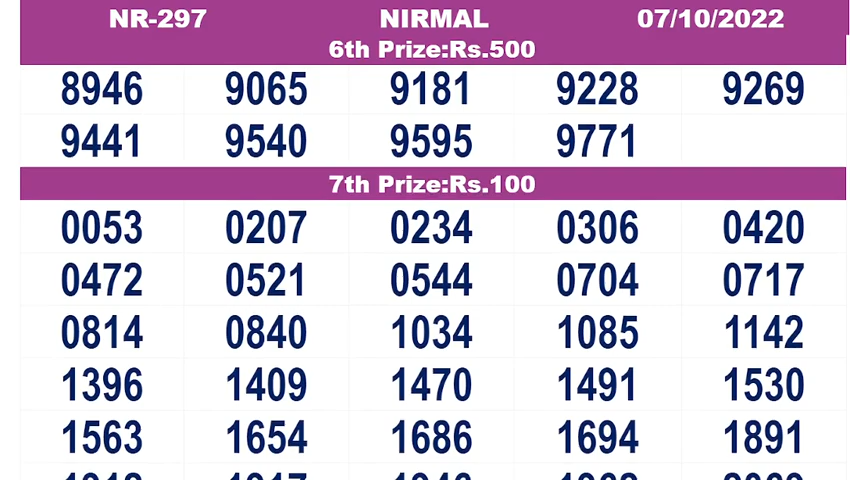 NR-297 NIRMAL 07/10/2022
6th Prize:Rs.500
8946 9065 9181 9228 9269
9441 9540 9595 9771
7th Prize:Rs.100
0053 0207 0234 0306 0420
0472 0521 0544 0704 0717
0814 0840 1034 1085 1142
1396 1409 1470 1491 1530
1563 1654 1686 1694 1891